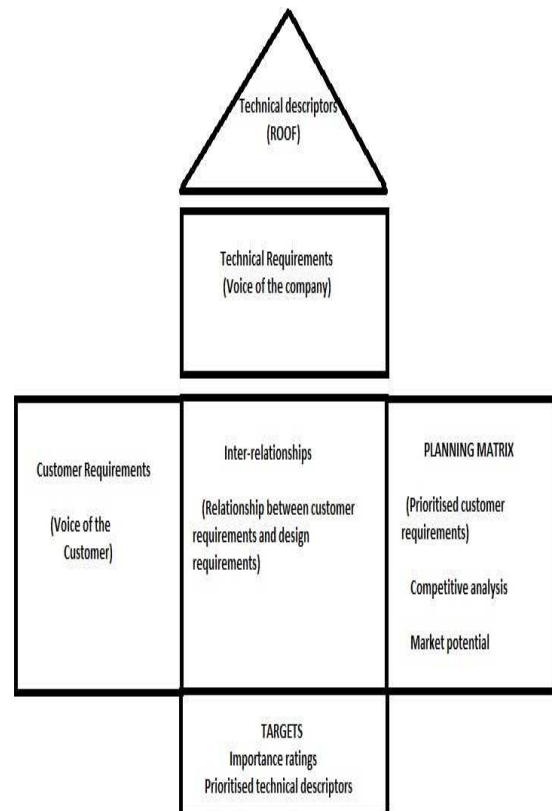 Technical descriptors
(ROOF)
Technical Requirements
(Voice of the company)
Customer Requirements
(Voice of the
Customer)
Inter-relationships
(Relationship between customer
requirements and design
requirements)
PLANNING MATRIX
(Prioritised customer
requirements)
Competitive analysis
Market potential
TARGETS
Importance ratings
Prioritised technical descriptors